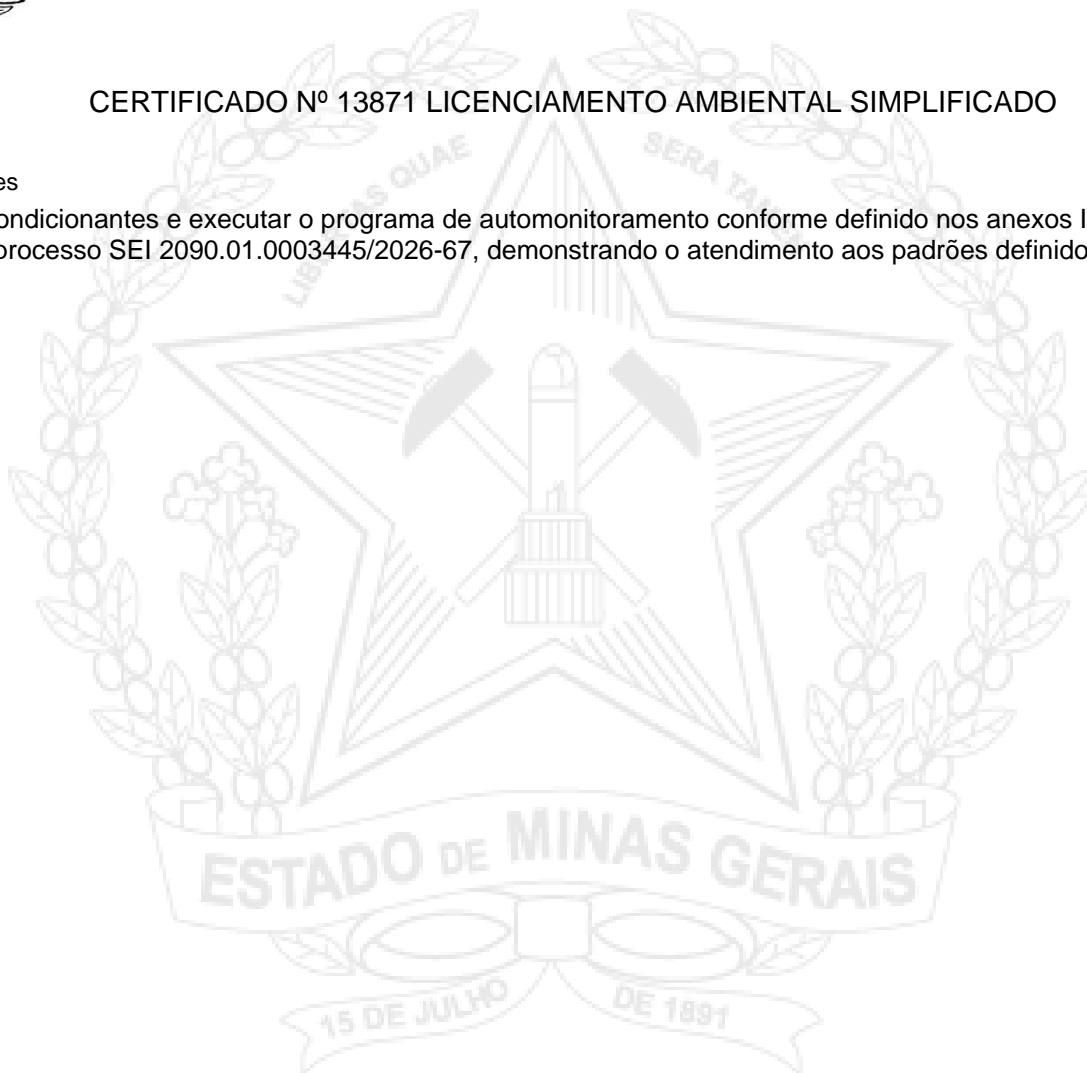 CERTIFICADO Nº 13871 LICENCIAMENTO AMBIENTAL SIMPLIFICADO
LIBERTAS QUAE SERA TAMEN
es
ondicionantes e executar o programa de automonitoramento conforme definido nos anexos I
processo SEI 2090.01.0003445/2026-67, demonstrando o atendimento aos padrões definido
ESTADO DE MINAS GERAIS
15 DE JULHO DE 1891